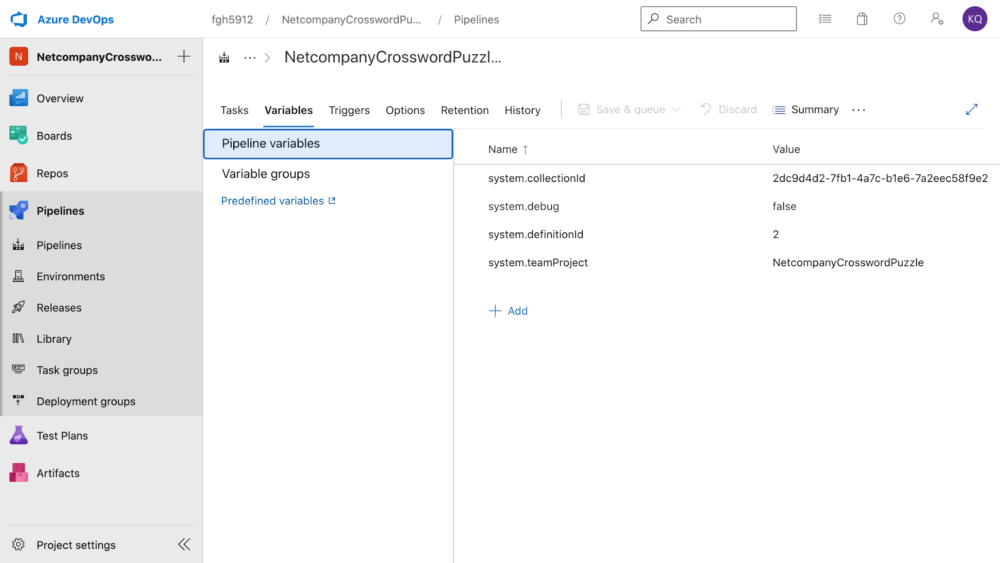 Azure DevOps
fgh5912 / NetcompanyCrosswordPu... / Pipelines
Search
KQ
N NetcompanyCrosswo...
Overview
Boards
Repos
Pipelines
Pipelines
Environments
Releases
Library
Task groups
Deployment groups
Test Plans
Artifacts
Project settings
... > NetcompanyCrosswordPuzzl...
Tasks Variables Triggers Options Retention History Save & queue Discard Summary ...
Pipeline variables
Variable groups
Predefined variables
Name ↑ Value
system.collectionId 2dc9d4d2-7fb1-4a7c-b1e6-7a2eec58f9e2
system.debug false
system.definitionId 2
system.teamProject NetcompanyCrosswordPuzzle
+ Add